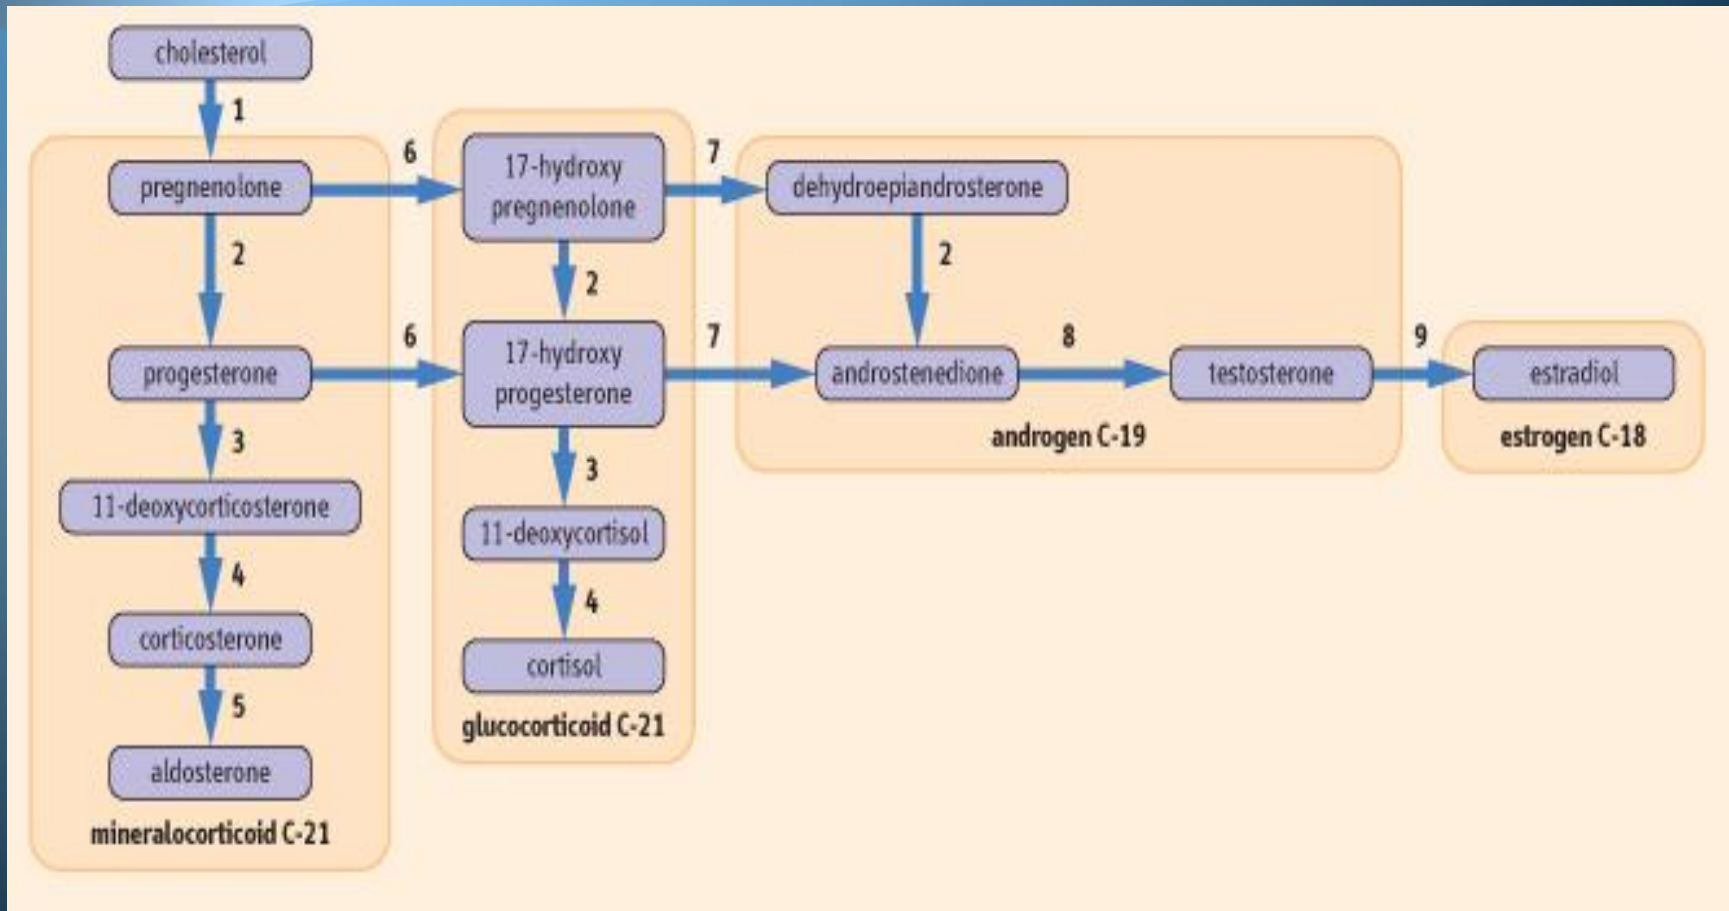 cholesterol
1
pregnenolone
6
17-hydroxy
pregnenolone
7
dehydroepiandrosterone
2
2
2
progesterone
6
17-hydroxy
progesterone
7
androstenedione
8
testosterone
9
estradiol
androgen C-19
estrogen C-18
3
3
11-deoxycorticosterone
11-deoxycortisol
4
4
corticosterone
cortisol
5
glucocorticoid C-21
aldosterone
mineralocorticoid C-21